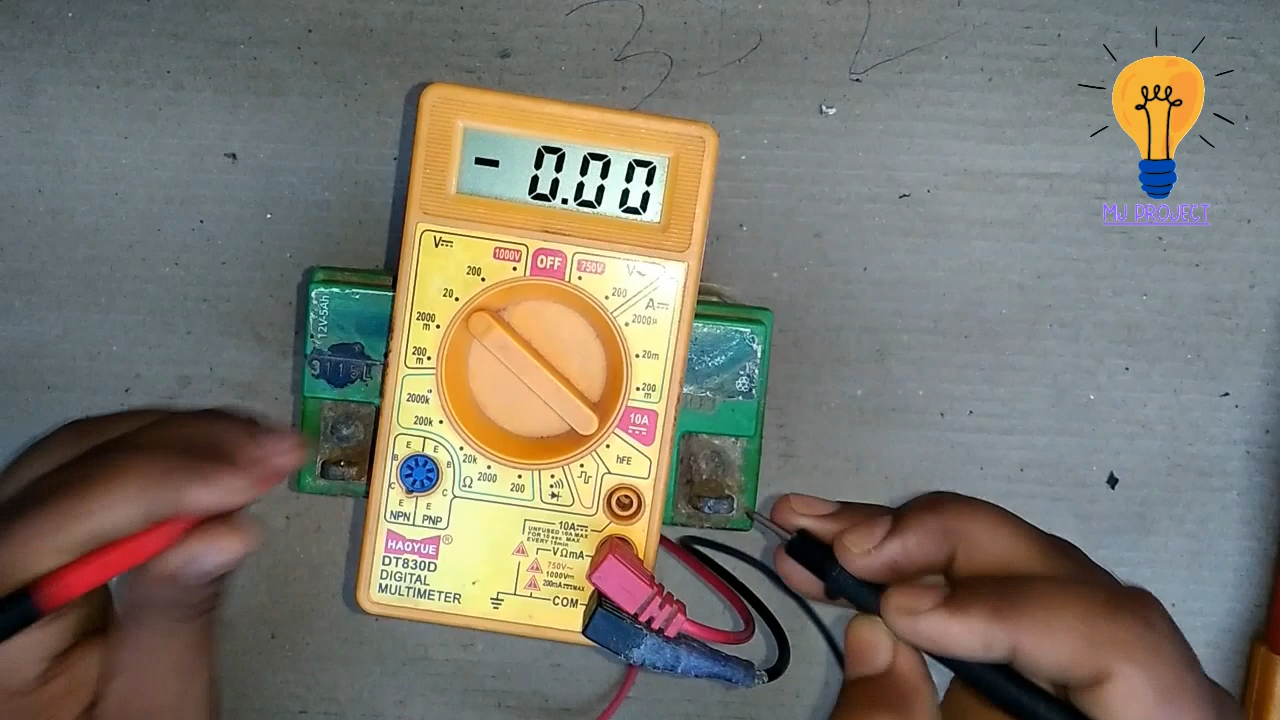 MJ PROJECT
- 0.00
V⎓
1000V
OFF
750V
V~
200
200
A⎓
20
2000µ
2000
m
20m
200
m
200
m
2000k
10A
200k
hFE
20k
Ω
2000
200
E
E
B
B
C
C
E
E
NPN
PNP
10A⎓
UNFUSED 10A MAX
FOR 10 sec MAX
EVERY 15min
VΩmA
750V~
1000V⎓
200mA⎓MAX
COM
HAOYUE®
DT830D
DIGITAL
MULTIMETER
12V-5Ah